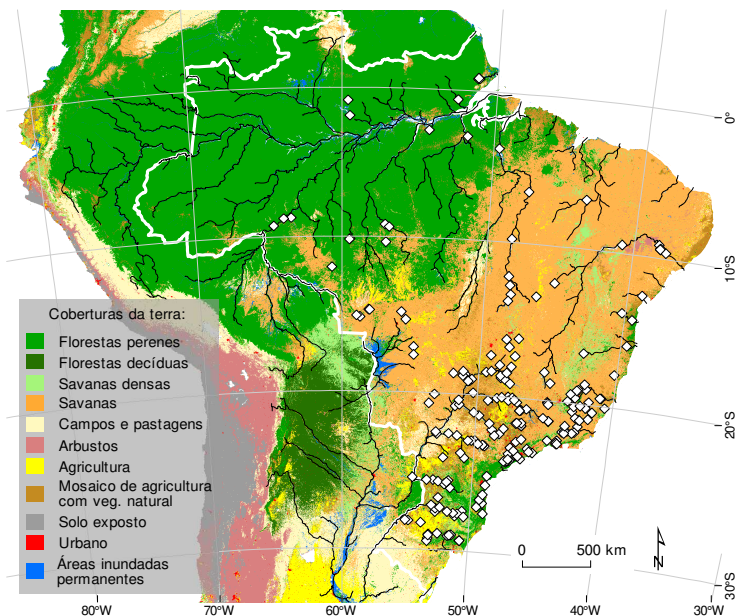 0°
10°S
20°S
30°S
Coberturas da terra:
Florestas perenes
Florestas decíduas
Savanas densas
Savanas
Campos e pastagens
Arbustos
Agricultura
Mosaico de agricultura
com veg. natural
Solo exposto
Urbano
Áreas inundadas
permanentes
0 500 km
N
80°W 70°W 60°W 50°W 40°W 30°W